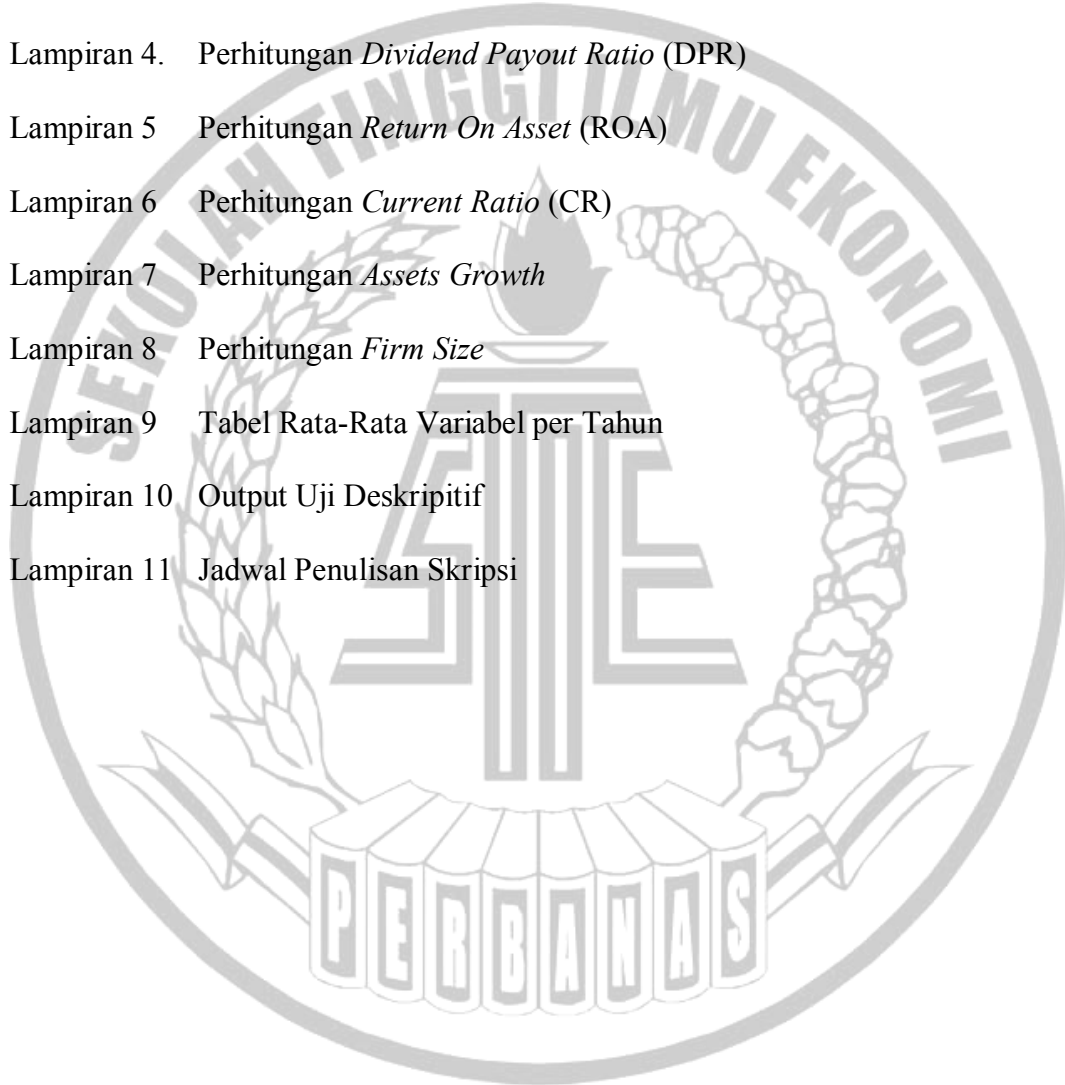 Lampiran 4. Perhitungan Dividend Payout Ratio (DPR)
Lampiran 5 Perhitungan Return On Asset (ROA)
Lampiran 6 Perhitungan Current Ratio (CR)
Lampiran 7 Perhitungan Assets Growth
Lampiran 8 Perhitungan Firm Size
Lampiran 9 Tabel Rata-Rata Variabel per Tahun
Lampiran 10 Output Uji Deskripitif
Lampiran 11 Jadwal Penulisan Skripsi
SEKOLAH TINGGI ILMU EKONOMI
STIE
PERBANAS